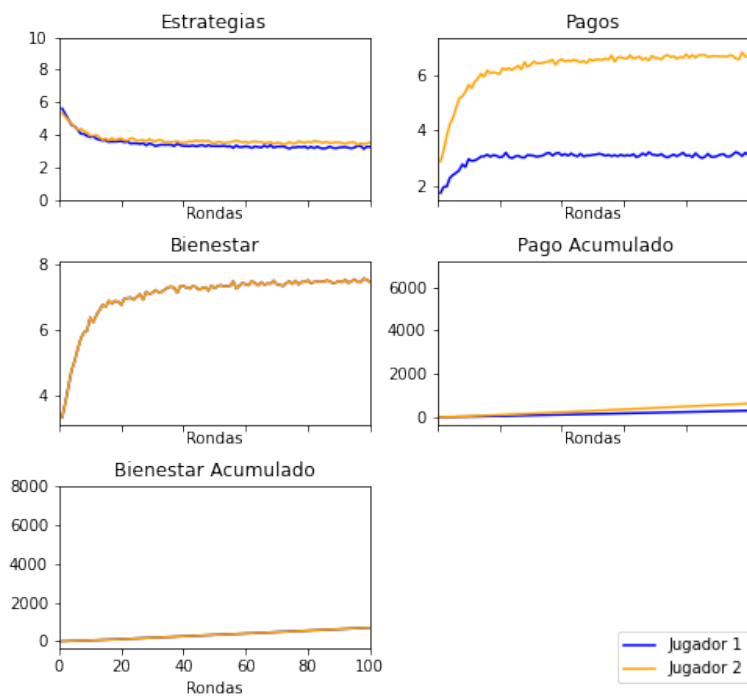 Estrategias
10
8
6
4
2
0
Rondas
Pagos
6
4
2
Rondas
Bienestar
8
6
4
Rondas
Pago Acumulado
6000
4000
2000
0
Rondas
Bienestar Acumulado
8000
6000
4000
2000
0
0 20 40 60 80 100
Rondas
Jugador 1
Jugador 2